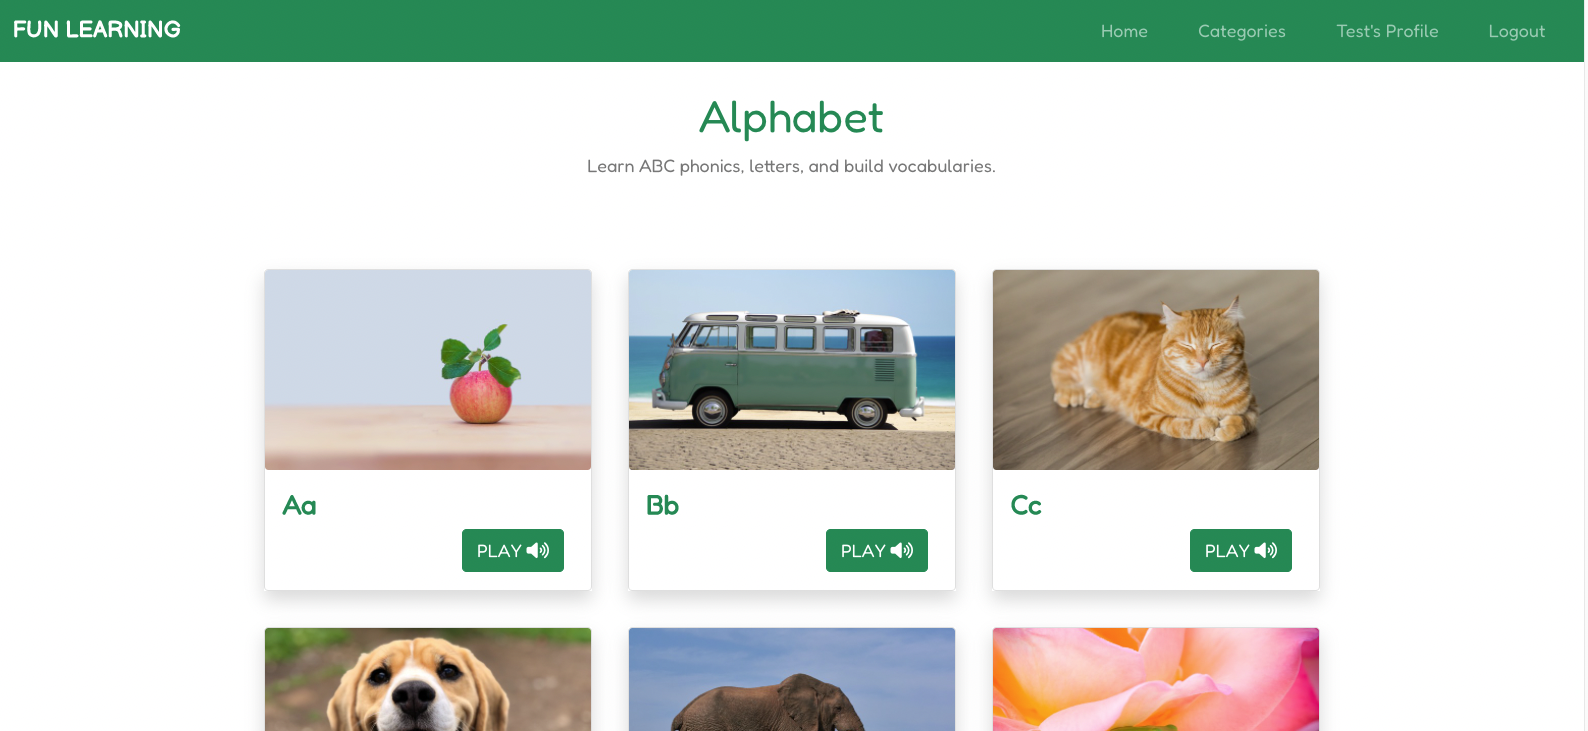 FUN LEARNING
Home Categories Test's Profile Logout
Alphabet
Learn ABC phonics, letters, and build vocabularies.
Aa
PLAY
Bb
PLAY
Cc
PLAY